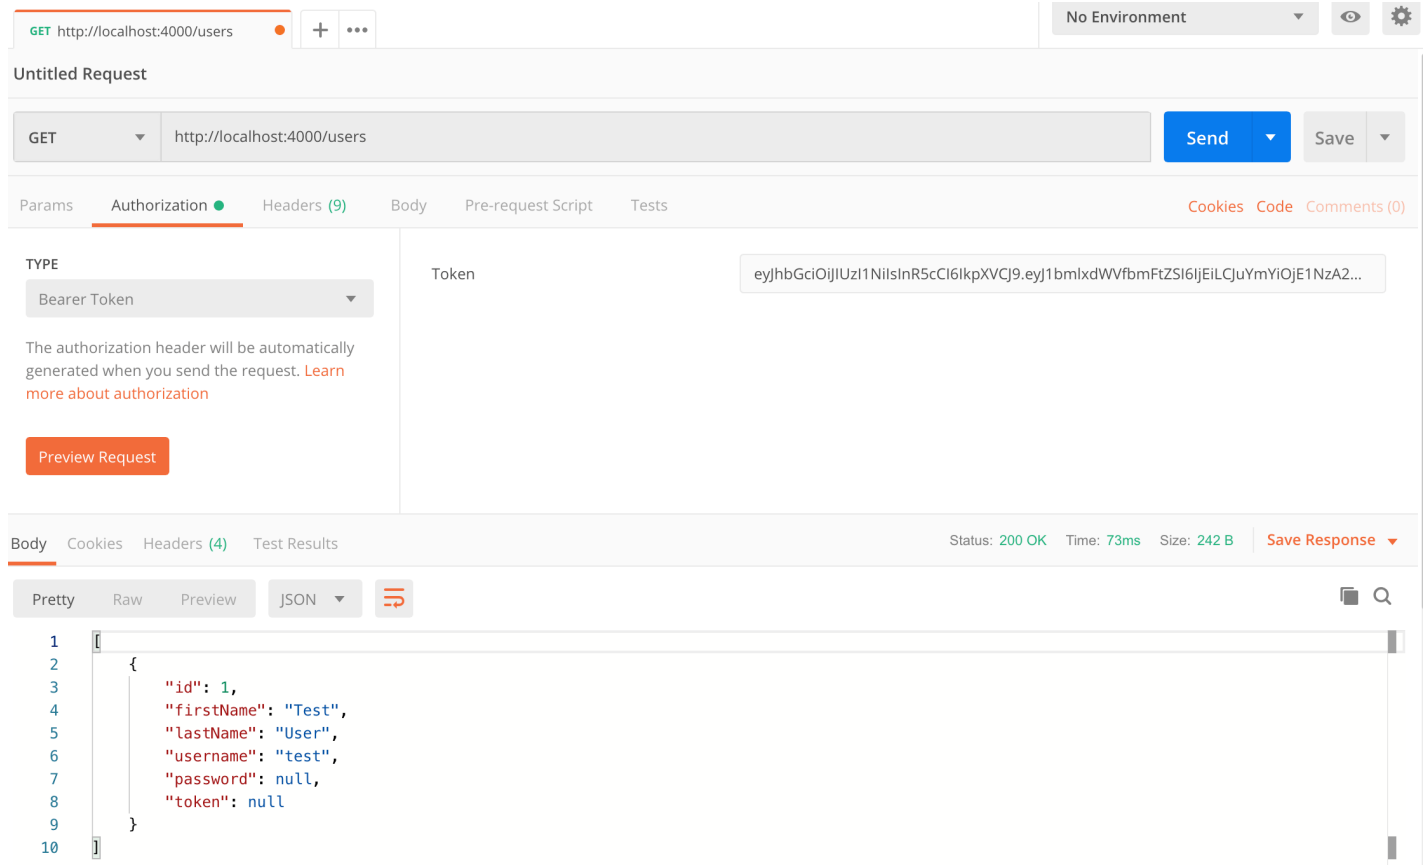 GET http://localhost:4000/users
No Environment
Untitled Request
GET http://localhost:4000/users Send Save
Params Authorization Headers (9) Body Pre-request Script Tests Cookies Code Comments (0)
TYPE
Bearer Token
The authorization header will be automatically
generated when you send the request. Learn
more about authorization
Preview Request
Token eyJhbGciOiJIUzI1NiIsInR5cCI6IkpXVCJ9.eyJ1bmlxdWVfbmFtZSI6IjEiLCJuYmYiOjE1NzA2...
Body Cookies Headers (4) Test Results Status: 200 OK Time: 73ms Size: 242 B Save Response
Pretty Raw Preview JSON
1 [
2 {
3 "id": 1,
4 "firstName": "Test",
5 "lastName": "User",
6 "username": "test",
7 "password": null,
8 "token": null
9 }
10 ]